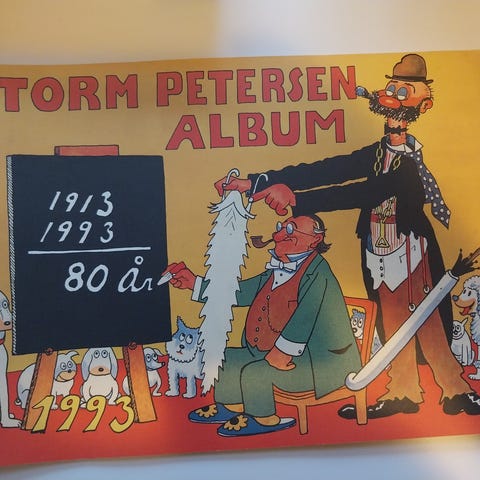 TORM PETERSEN
ALBUM
1913
1993
80 år
1993